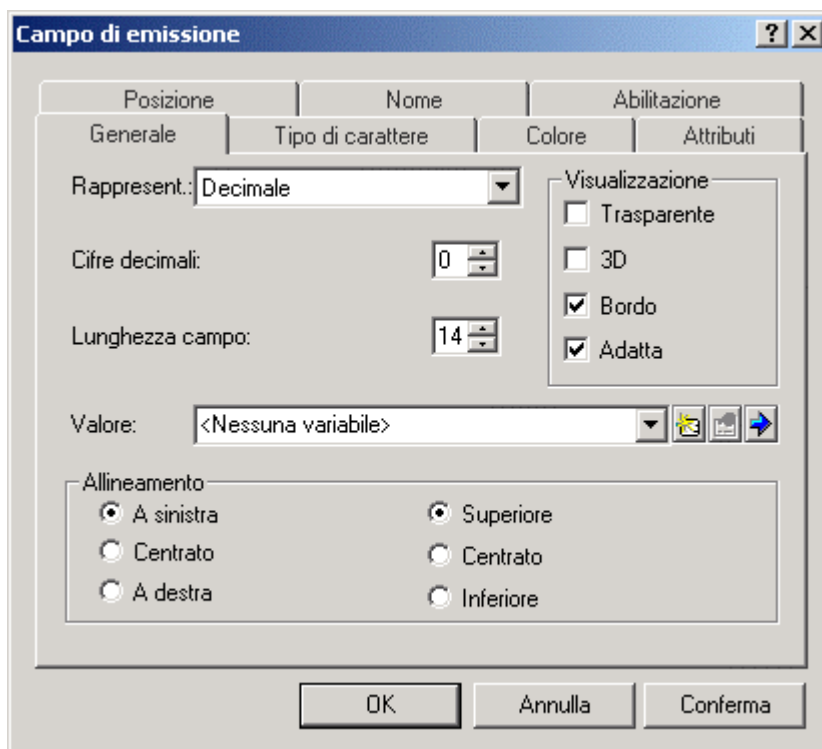 Campo di emissione
Posizione Nome Abilitazione
Generale Tipo di carattere Colore Attributi
Rappresent.: Decimale
Visualizzazione
Trasparente
Cifre decimali: 0
3D
Bordo
Lunghezza campo: 14
Adatta
Valore: <Nessuna variabile>
Allineamento
A sinistra Superiore
Centrato Centrato
A destra Inferiore
OK Annulla Conferma